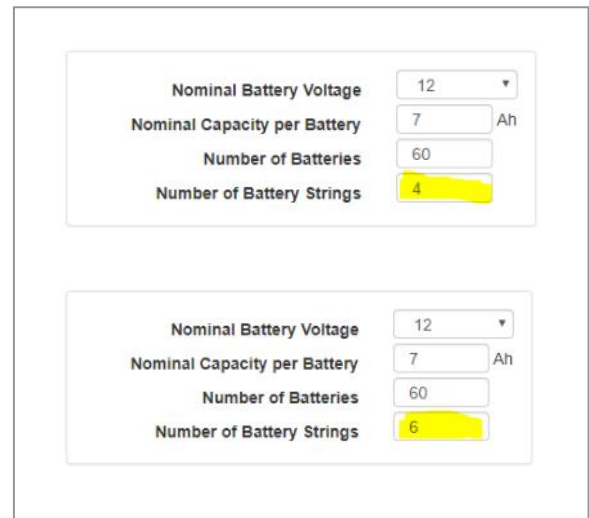 Nominal Battery Voltage 12
Nominal Capacity per Battery 7 Ah
Number of Batteries 60
Number of Battery Strings 4
Nominal Battery Voltage 12
Nominal Capacity per Battery 7 Ah
Number of Batteries 60
Number of Battery Strings 6